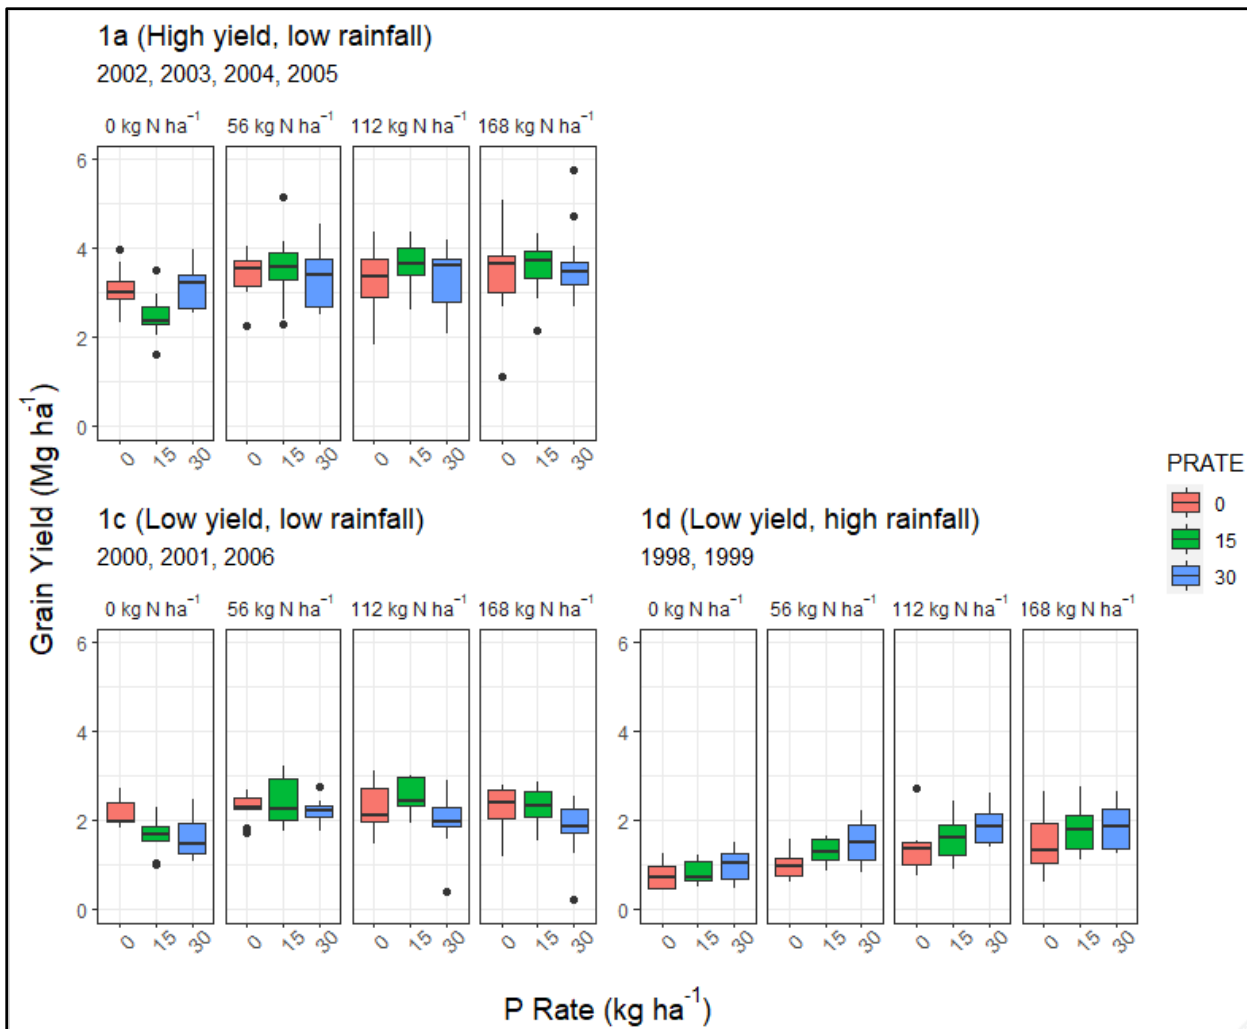 1a (High yield, low rainfall)
2002, 2003, 2004, 2005
0 kg N ha⁻¹ 56 kg N ha⁻¹ 112 kg N ha⁻¹ 168 kg N ha⁻¹
6
4
2
0
0 15 30 0 15 30 0 15 30 0 15 30
Grain Yield (Mg ha⁻¹)
1c (Low yield, low rainfall)
2000, 2001, 2006
0 kg N ha⁻¹ 56 kg N ha⁻¹ 112 kg N ha⁻¹ 168 kg N ha⁻¹
6
4
2
0
0 15 30 0 15 30 0 15 30 0 15 30
1d (Low yield, high rainfall)
1998, 1999
0 kg N ha⁻¹ 56 kg N ha⁻¹ 112 kg N ha⁻¹ 168 kg N ha⁻¹
6
4
2
0
0 15 30 0 15 30 0 15 30 0 15 30
PRATE
0
15
30
P Rate (kg ha⁻¹)